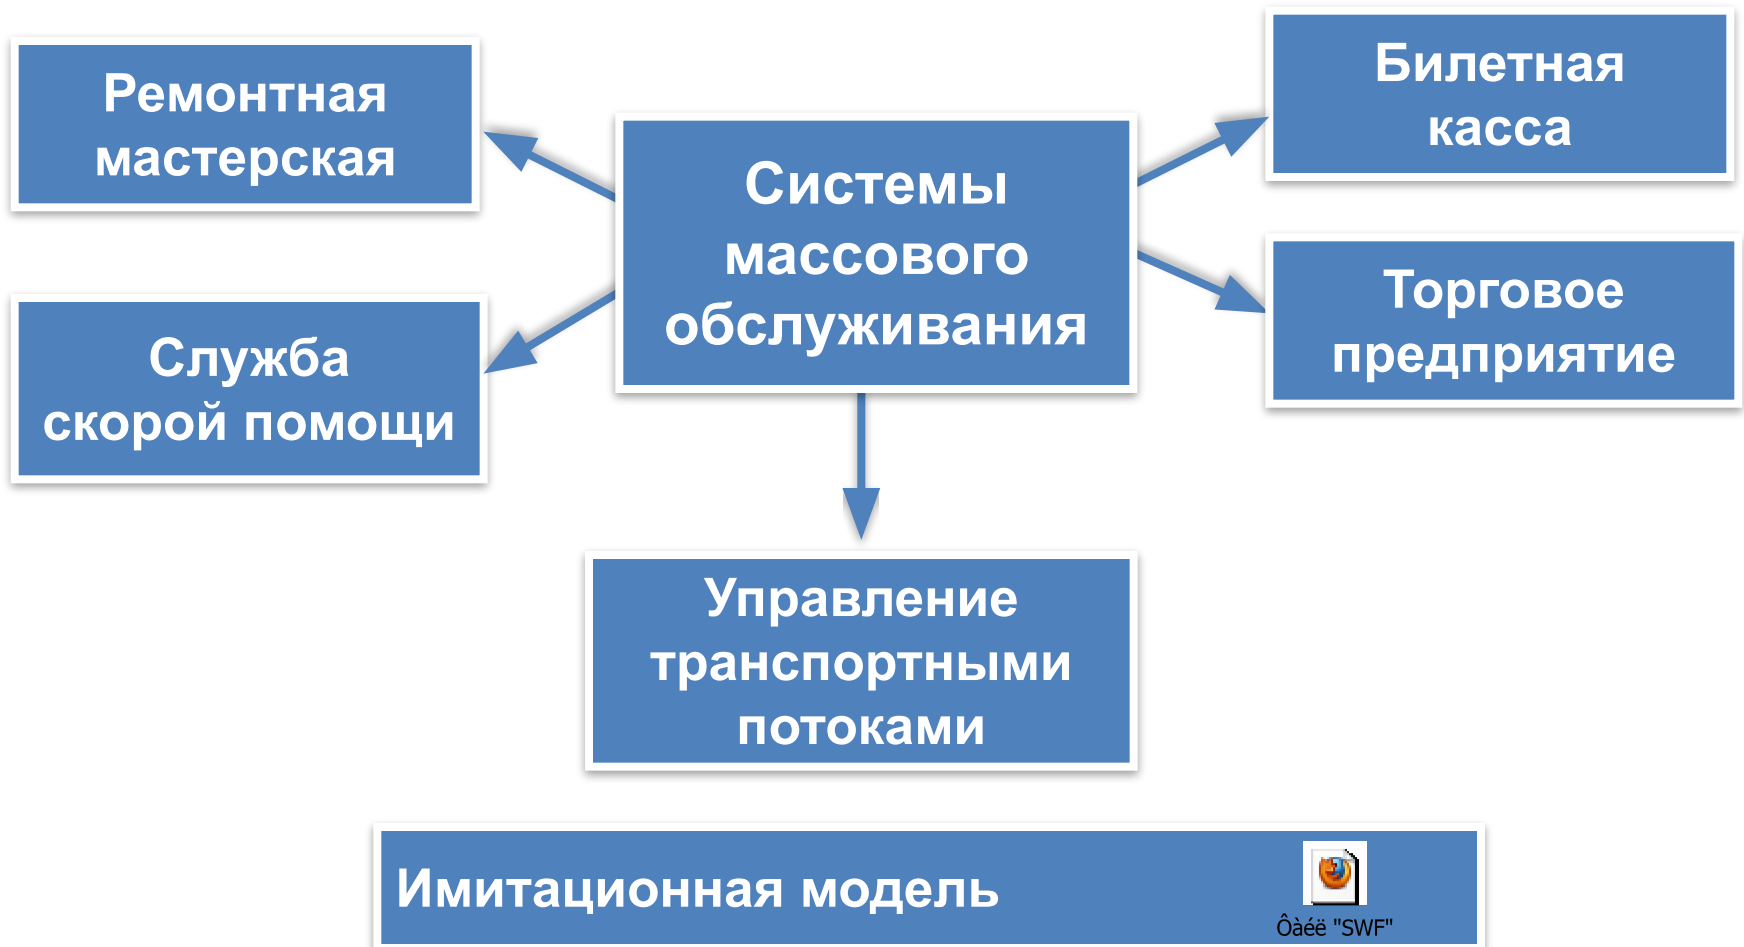 Ремонтная
мастерская
Билетная
касса
Системы
массового
обслуживания
Служба
скорой помощи
Торговое
предприятие
Управление
транспортными
потоками
Имитационная модель
Ôàéë "SWF"